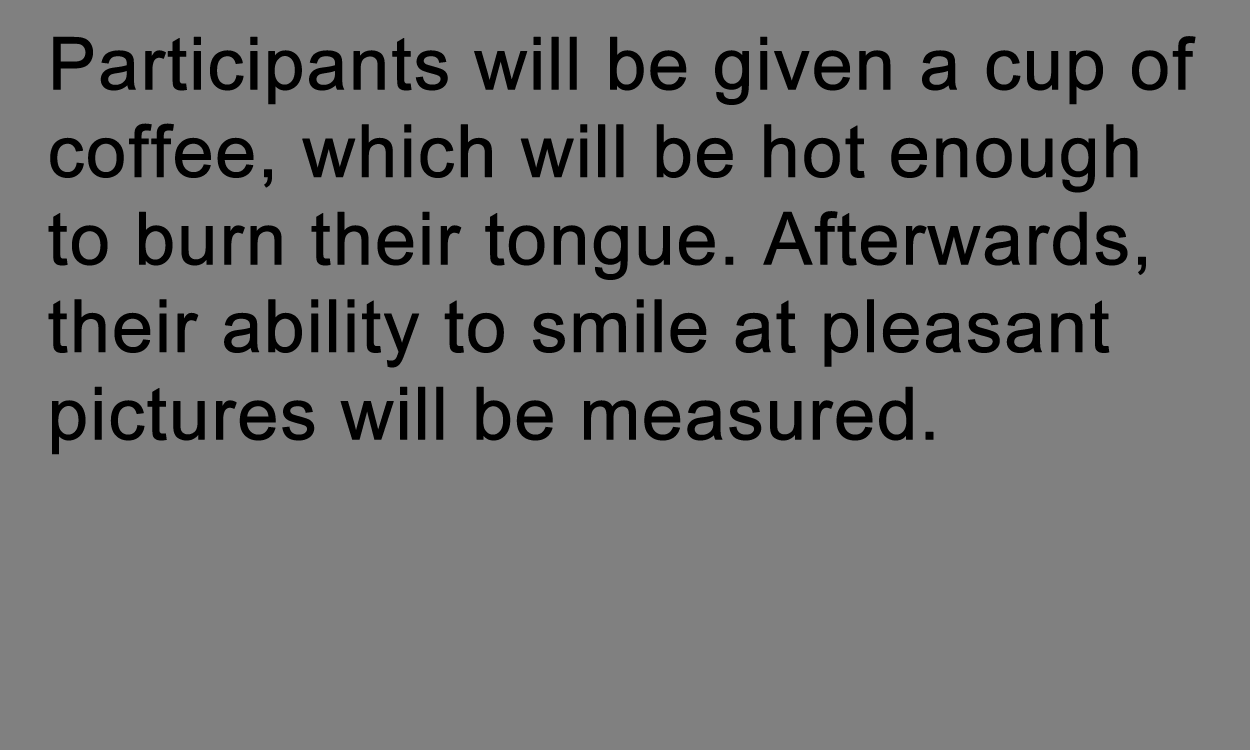 Participants will be given a cup of
coffee, which will be hot enough
to burn their tongue. Afterwards,
their ability to smile at pleasant
pictures will be measured.